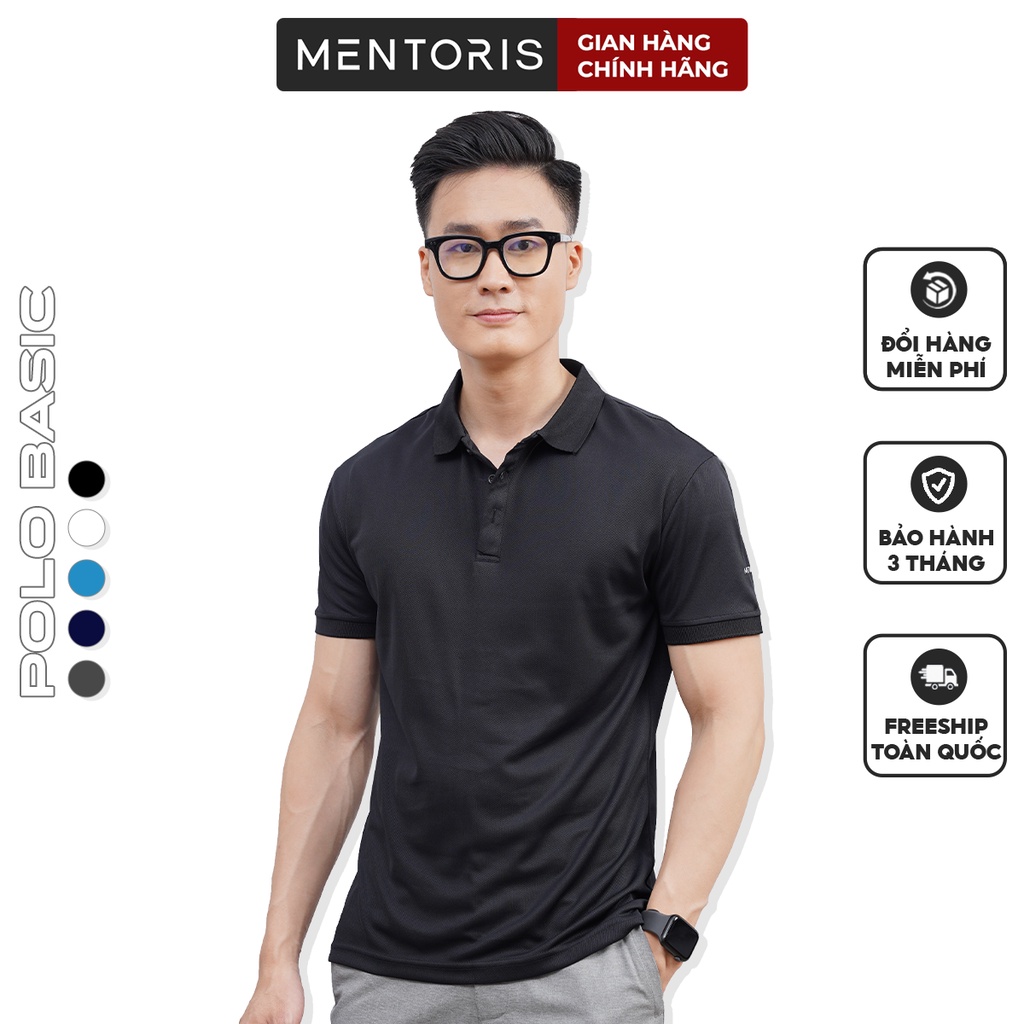 MENTORIS
GIAN HÀNG
CHÍNH HÃNG
POLO BASIC
ĐỔI HÀNG
MIỄN PHÍ
BẢO HÀNH
3 THÁNG
FREESHIP
TOÀN QUỐC